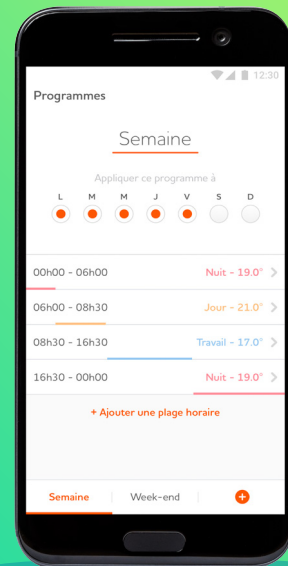 12:30
Programmes
Semaine
Appliquer ce programme à
L M M J V S D
00h00 - 06h00 Nuit - 19.0°
06h00 - 08h30 Jour - 21.0°
08h30 - 16h30 Travail - 17.0°
16h30 - 00h00 Nuit - 19.0°
+ Ajouter une plage horaire
Semaine Week-end